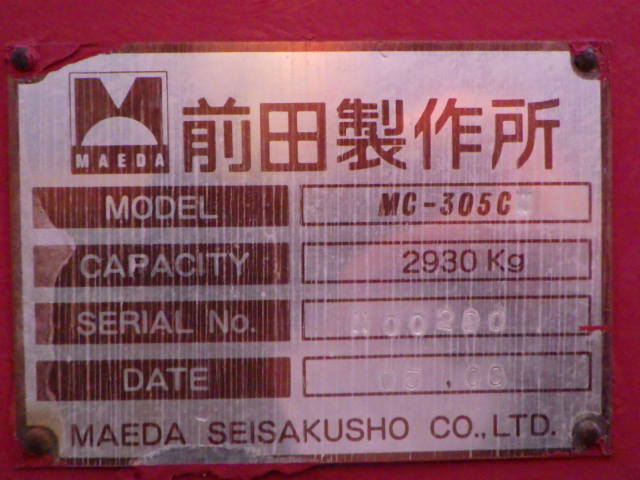 MAEDA
前田製作所
MODEL MC-305C
CAPACITY 2930 Kg
SERIAL No.
DATE
MAEDA SEISAKUSHO CO., LTD.